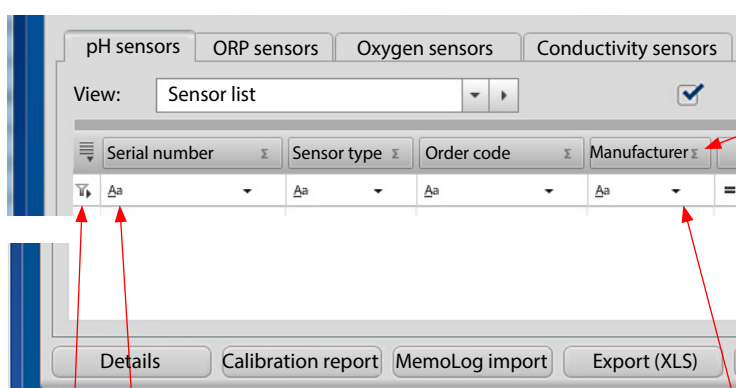 pH sensors ORP sensors Oxygen sensors Conductivity sensors
View: Sensor list
Serial number Σ Sensor type Σ Order code Σ Manufacturer Σ
Aa Aa Aa Aa =
Details Calibration report MemoLog import Export (XLS)